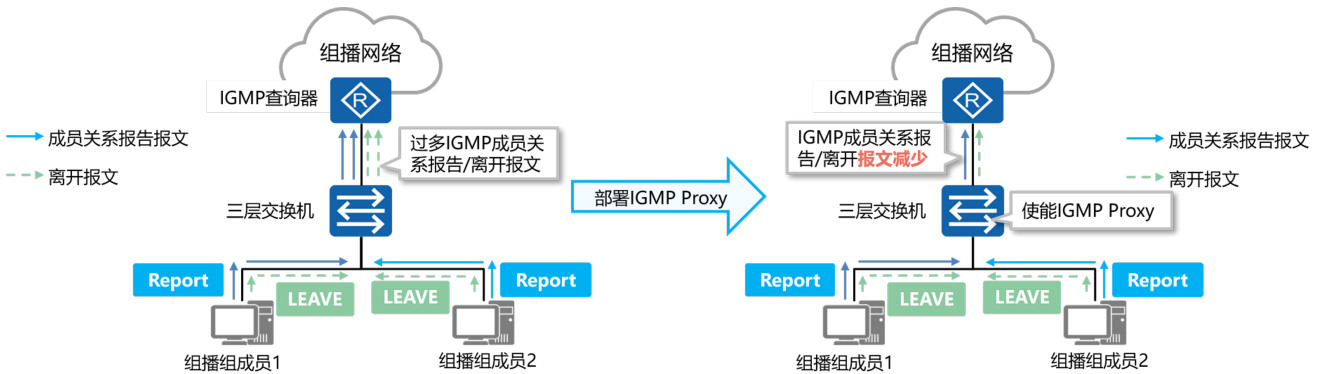 组播网络
IGMP查询器
R
成员关系报告报文
离开报文
过多IGMP成员关
系报告/离开报文
三层交换机
Report
LEAVE
LEAVE
Report
组播组成员1
组播组成员2
部署IGMP Proxy
组播网络
IGMP查询器
R
IGMP成员关系报
告/离开报文减少
成员关系报告报文
离开报文
三层交换机
使能IGMP Proxy
Report
LEAVE
LEAVE
Report
组播组成员1
组播组成员2